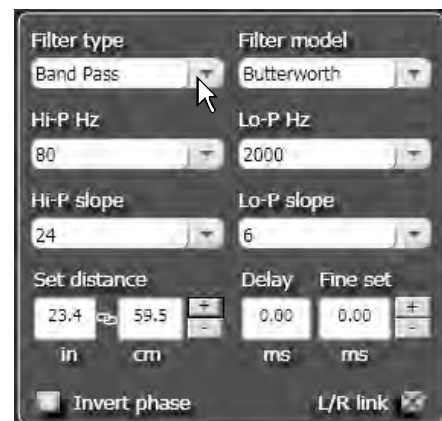 Filter type Filter model
Band Pass Butterworth
Hi-P Hz Lo-P Hz
80 2000
Hi-P slope Lo-P slope
24 6
Set distance Delay Fine set
23.4 59.5 + - 0.00 0.00 + -
in cm ms ms
Invert phase L/R link